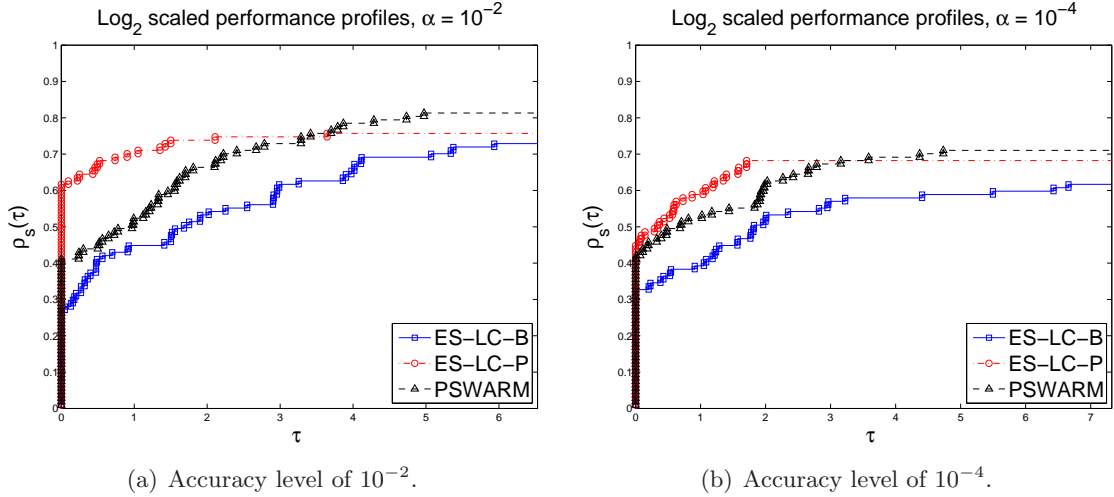 Log2 scaled performance profiles, α = 10^-2
1
0.9
0.8
0.7
0.6
0.5
0.4
0.3
0.2
0.1
0
ρs(τ)
0 1 2 3 4 5 6
τ
ES−LC−B
ES−LC−P
PSWARM
(a) Accuracy level of 10^−2.
Log2 scaled performance profiles, α = 10^-4
1
0.9
0.8
0.7
0.6
0.5
0.4
0.3
0.2
0.1
0
ρs(τ)
0 1 2 3 4 5 6 7
τ
ES−LC−B
ES−LC−P
PSWARM
(b) Accuracy level of 10^−4.